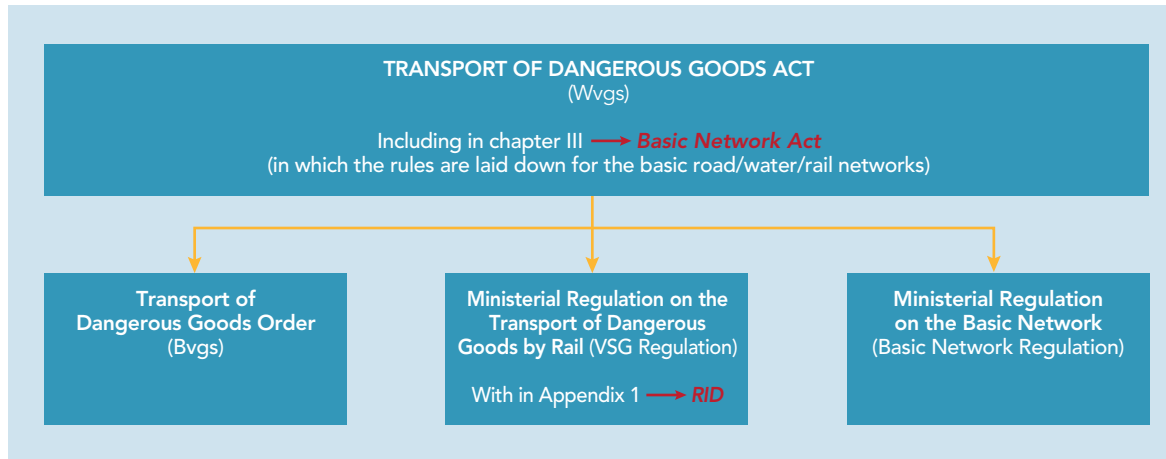 TRANSPORT OF DANGEROUS GOODS ACT
(Wvgs)
Including in chapter III → Basic Network Act
(in which the rules are laid down for the basic road/water/rail networks)
Transport of
Dangerous Goods Order
(Bvgs)
Ministerial Regulation on the
Transport of Dangerous
Goods by Rail (VSG Regulation)
With in Appendix 1 → RID
Ministerial Regulation
on the Basic Network
(Basic Network Regulation)